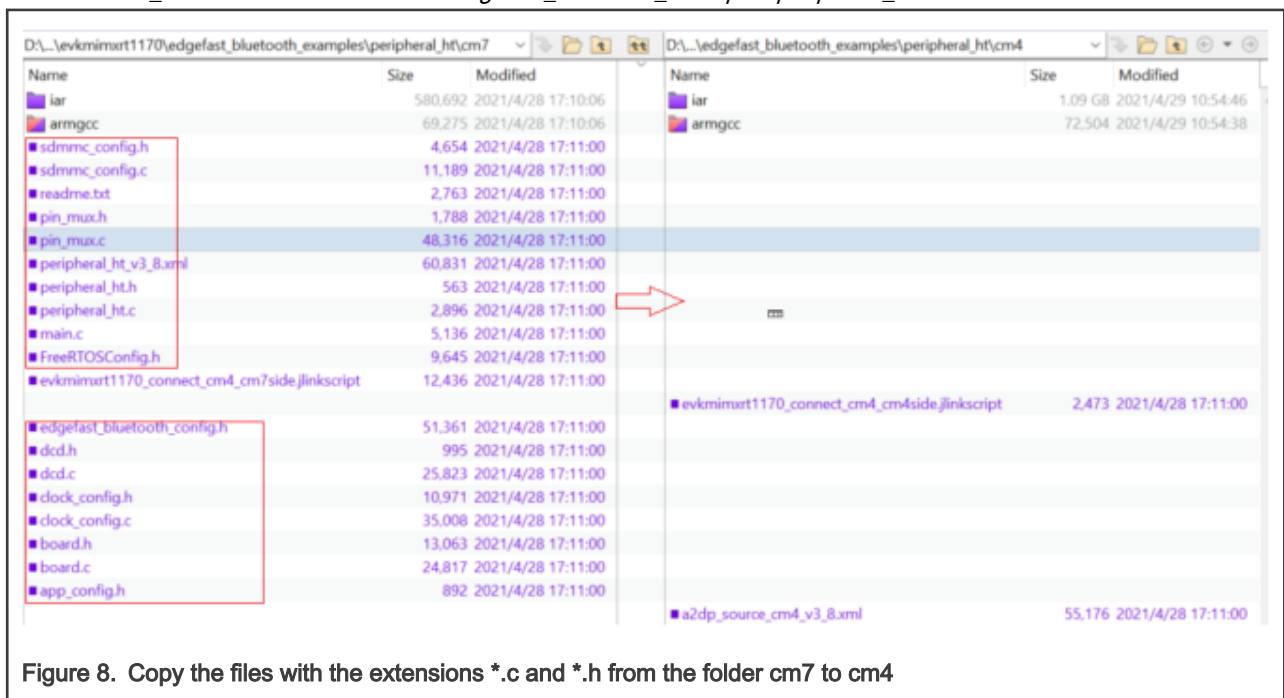 D:\...\evkmimxrt1170\edgefast_bluetooth_examples\peripheral_ht\cm7 D:\...\edgefast_bluetooth_examples\peripheral_ht\cm4
Name Size Modified Name Size Modified
iar 580,692 2021/4/28 17:10:06 iar 1.09 GB 2021/4/29 10:54:46
armgcc 69,275 2021/4/28 17:10:06 armgcc 72,504 2021/4/29 10:54:38
sdmmc_config.h 4,654 2021/4/28 17:11:00
sdmmc_config.c 11,189 2021/4/28 17:11:00
readme.txt 2,763 2021/4/28 17:11:00
pin_mux.h 1,788 2021/4/28 17:11:00
pin_mux.c 48,316 2021/4/28 17:11:00
peripheral_ht_v3_8.xml 60,831 2021/4/28 17:11:00
peripheral_ht.h 563 2021/4/28 17:11:00
peripheral_ht.c 2,896 2021/4/28 17:11:00
main.c 5,136 2021/4/28 17:11:00
FreeRTOSConfig.h 9,645 2021/4/28 17:11:00
evkmimxrt1170_connect_cm4_cm7side.jlinkscript 12,436 2021/4/28 17:11:00
evkmimxrt1170_connect_cm4_cm4side.jlinkscript 2,473 2021/4/28 17:11:00
edgefast_bluetooth_config.h 51,361 2021/4/28 17:11:00
dcd.h 995 2021/4/28 17:11:00
dcd.c 25,823 2021/4/28 17:11:00
clock_config.h 10,971 2021/4/28 17:11:00
clock_config.c 35,008 2021/4/28 17:11:00
board.h 13,063 2021/4/28 17:11:00
board.c 24,817 2021/4/28 17:11:00
app_config.h 892 2021/4/28 17:11:00
a2dp_source_cm4_v3_8.xml 55,176 2021/4/28 17:11:00
Figure 8. Copy the files with the extensions *.c and *.h from the folder cm7 to cm4